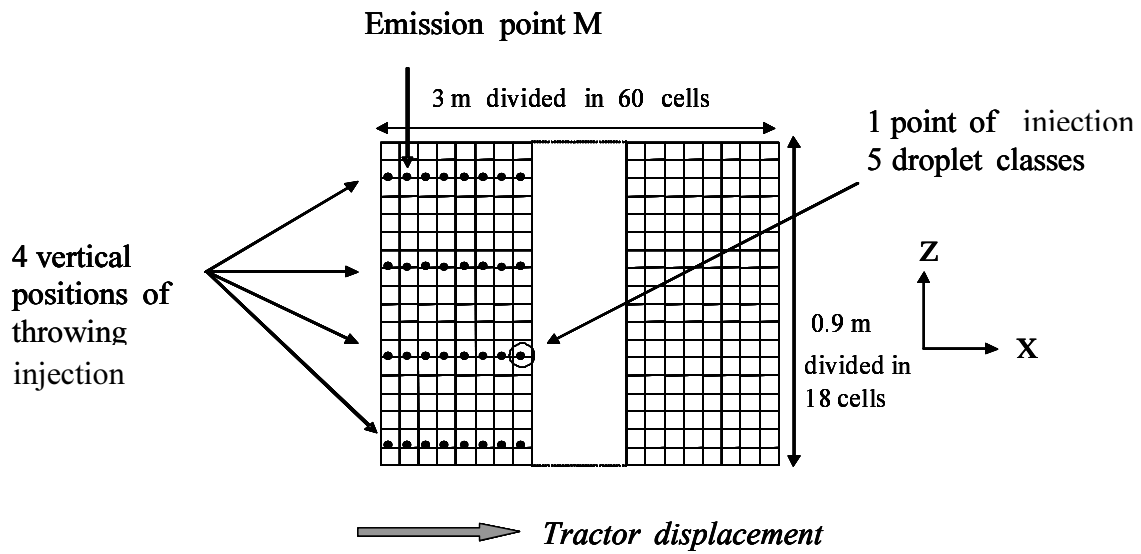 Emission point M
3 m divided in 60 cells
1 point of injection
5 droplet classes
4 vertical
positions of
throwing
injection
Z
X
0.9 m
divided in
18 cells
Tractor displacement